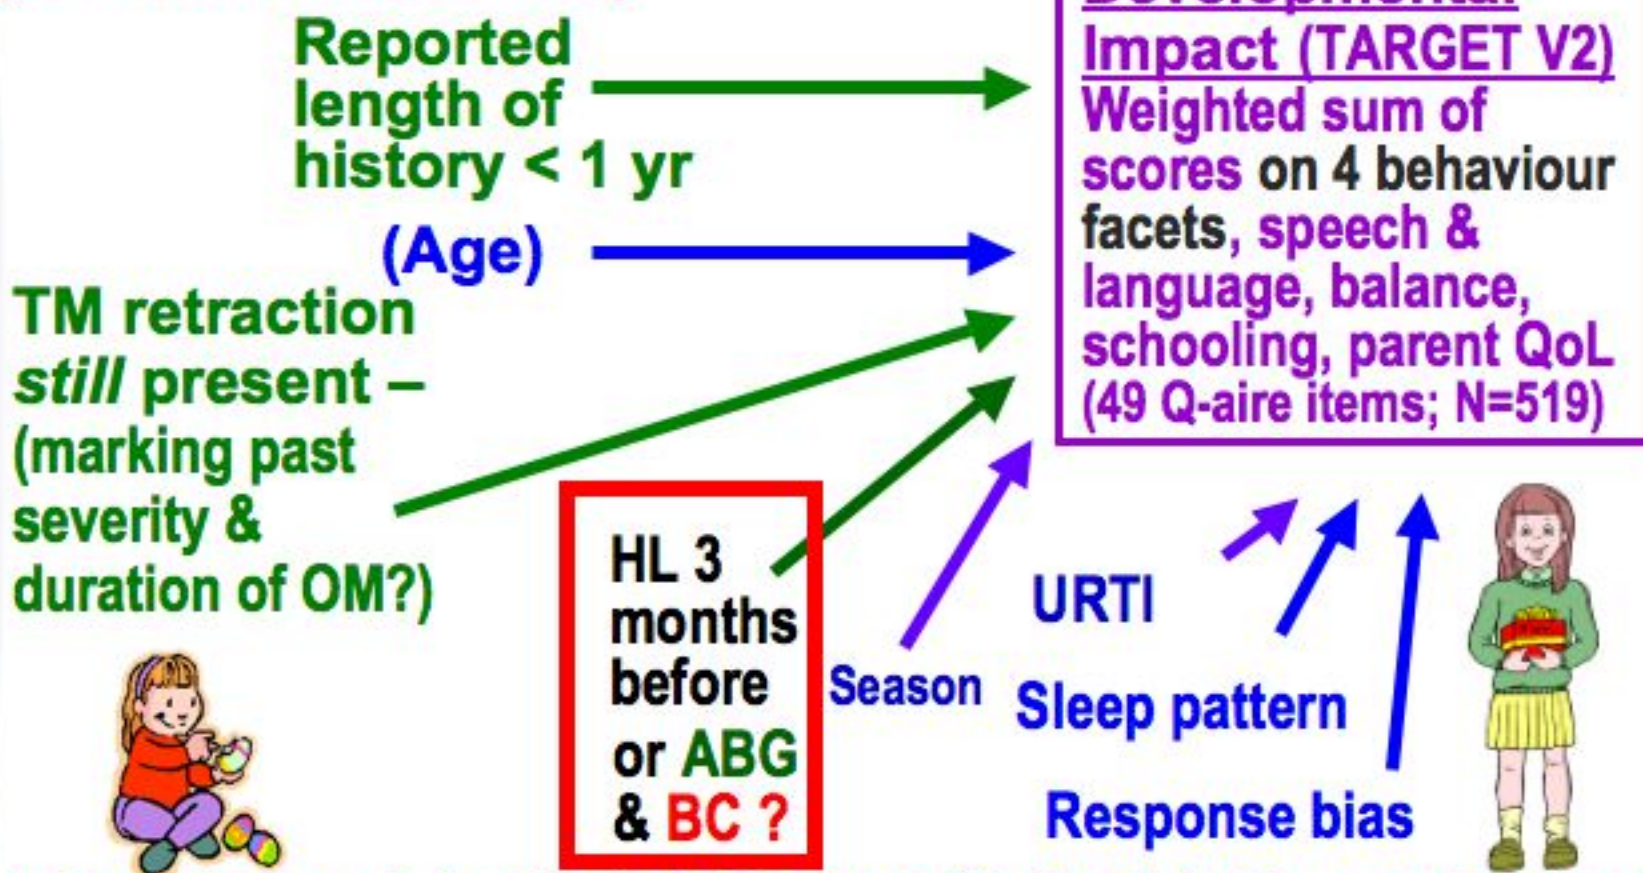 Reported
length of
history < 1 yr
(Age)
TM retraction
still present –
(marking past
severity &
duration of OM?)
HL 3
months
before
or ABG
& BC ?
Season
URTI
Sleep pattern
Response bias
Developmental
Impact (TARGET V2)
Weighted sum of
scores on 4 behaviour
facets, speech &
language, balance,
schooling, parent QoL
(49 Q-aire items; N=519)